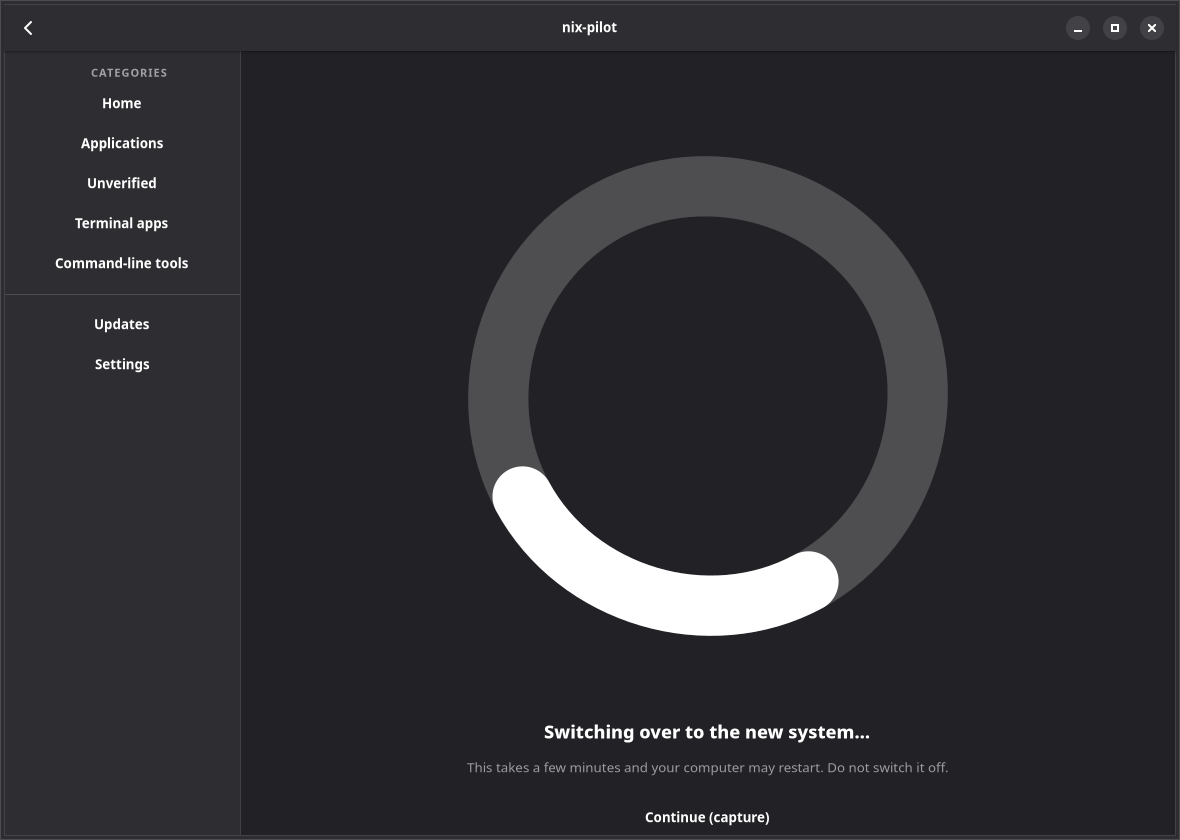 nix-pilot
CATEGORIES
Home
Applications
Unverified
Terminal apps
Command-line tools
Updates
Settings
Switching over to the new system...
This takes a few minutes and your computer may restart. Do not switch it off.
Continue (capture)